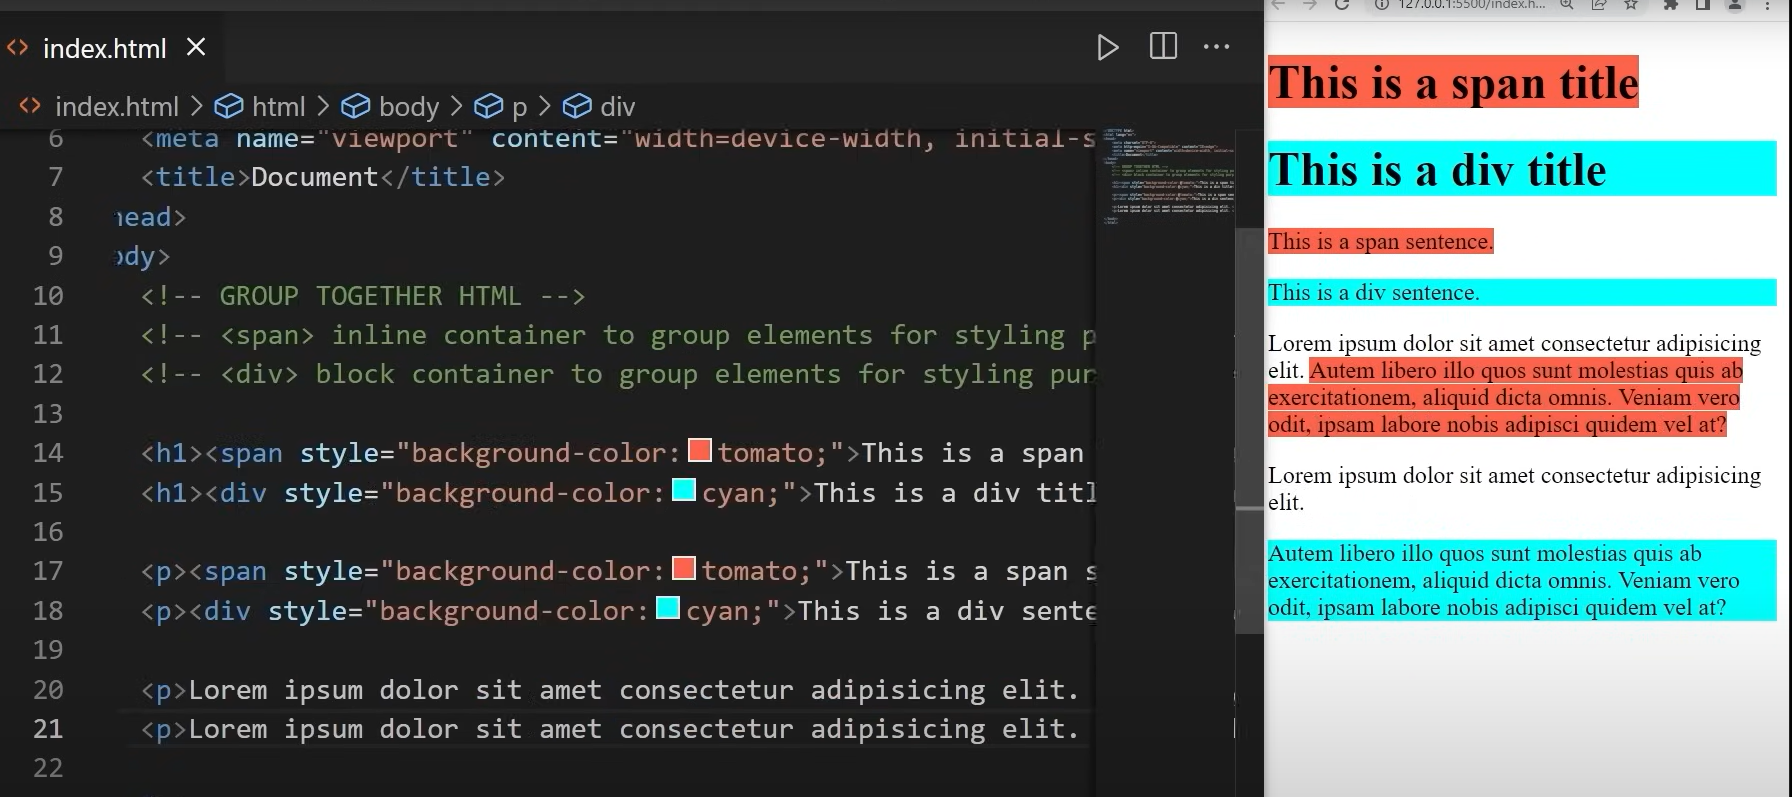 index.html
index.html > html > body > p > div
6 <meta name="viewport" content="width=device-width, initial-s
7 <title>Document</title>
8 head>
9 ody>
10 <!-- GROUP TOGETHER HTML -->
11 <!-- <span> inline container to group elements for styling p
12 <!-- <div> block container to group elements for styling pur
13
14 <h1><span style="background-color:tomato;">This is a span
15 <h1><div style="background-color:cyan;">This is a div titl
16
17 <p><span style="background-color:tomato;">This is a span s
18 <p><div style="background-color:cyan;">This is a div sente
19
20 <p>Lorem ipsum dolor sit amet consectetur adipisicing elit.
21 <p>Lorem ipsum dolor sit amet consectetur adipisicing elit.
22
127.0.0.1:5500/index.h...
This is a span title
This is a div title
This is a span sentence.
This is a div sentence.
Lorem ipsum dolor sit amet consectetur adipisicing
elit. Autem libero illo quos sunt molestias quis ab
exercitationem, aliquid dicta omnis. Veniam vero
odit, ipsam labore nobis adipisci quidem vel at?
Lorem ipsum dolor sit amet consectetur adipisicing
elit.
Autem libero illo quos sunt molestias quis ab
exercitationem, aliquid dicta omnis. Veniam vero
odit, ipsam labore nobis adipisci quidem vel at?